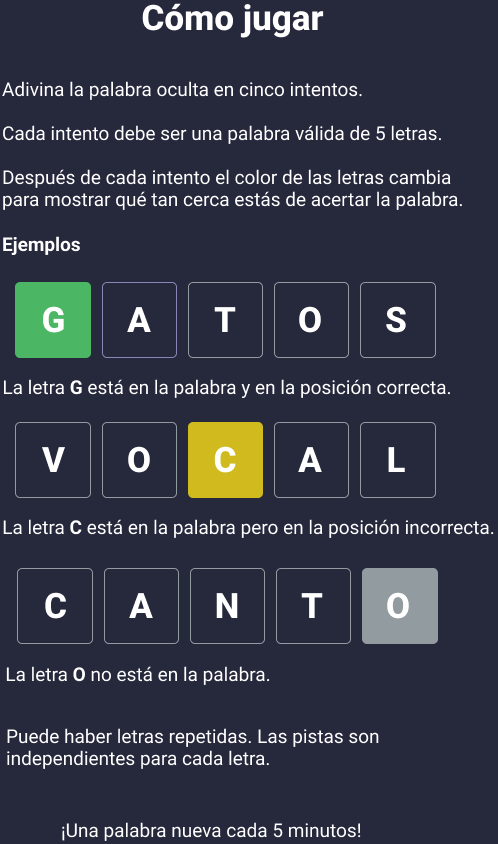 Cómo jugar
Adivina la palabra oculta en cinco intentos.
Cada intento debe ser una palabra válida de 5 letras.
Después de cada intento el color de las letras cambia
para mostrar qué tan cerca estás de acertar la palabra.
Ejemplos
G A T O S
La letra G está en la palabra y en la posición correcta.
V O C A L
La letra C está en la palabra pero en la posición incorrecta.
C A N T O
La letra O no está en la palabra.
Puede haber letras repetidas. Las pistas son
independientes para cada letra.
¡Una palabra nueva cada 5 minutos!